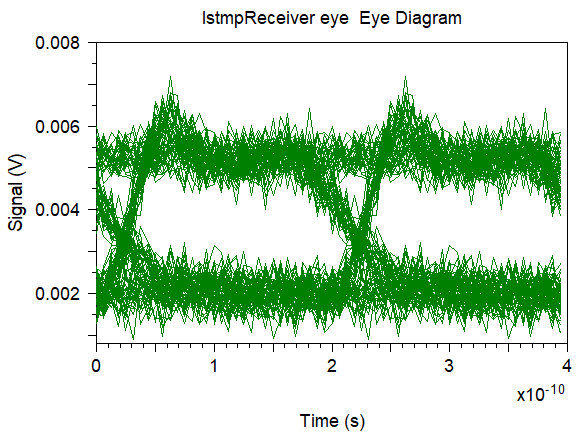 lstmpReceiver eye  Eye Diagram
0.008
0.006
0.004
0.002
Signal (V)
0 1 2 3 4
x10-10
Time (s)